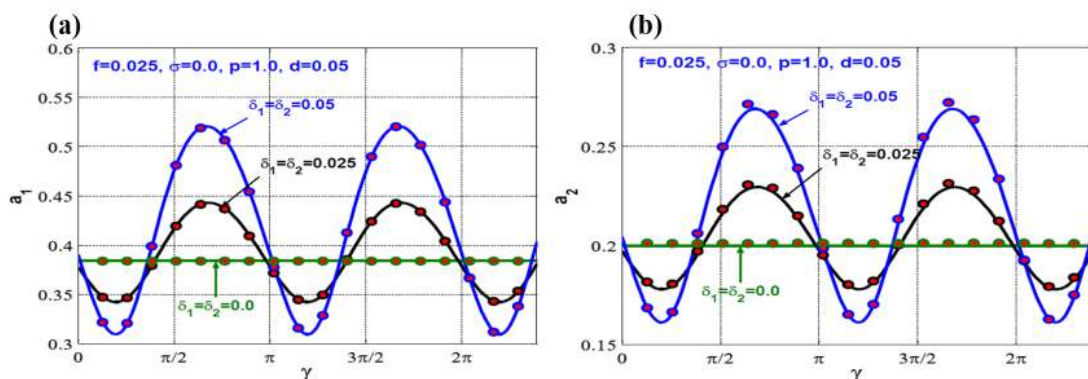 (a)
0.6
0.55
0.5
0.45
0.4
0.35
0.3
a₁
f=0.025, σ=0.0, p=1.0, d=0.05
δ₁=δ₂=0.05
δ₁=δ₂=0.025
δ₁=δ₂=0.0
0 π/2 π 3π/2 2π
γ
(b)
0.3
0.25
0.2
0.15
a₂
f=0.025, σ=0.0, p=1.0, d=0.05
δ₁=δ₂=0.05
δ₁=δ₂=0.025
δ₁=δ₂=0.0
0 π/2 π 3π/2 2π
γ